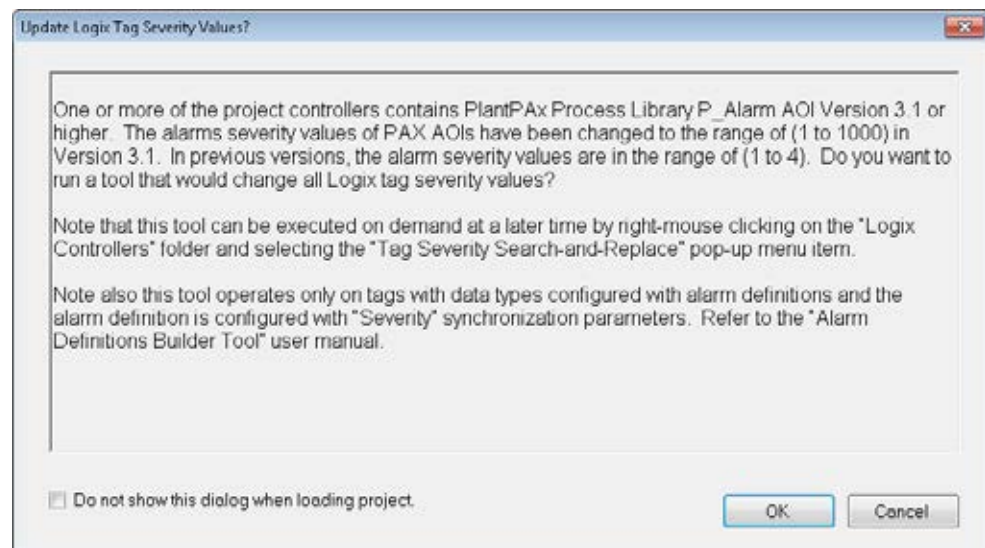 Update Logix Tag Severity Values?
One or more of the project controllers contains PlantPAx Process Library P_Alarm AOI Version 3.1 or
higher. The alarms severity values of PAX AOIs have been changed to the range of (1 to 1000) in
Version 3.1. In previous versions, the alarm severity values are in the range of (1 to 4). Do you want to
run a tool that would change all Logix tag severity values?
Note that this tool can be executed on demand at a later time by right-mouse clicking on the "Logix
Controllers" folder and selecting the "Tag Severity Search-and-Replace" pop-up menu item.
Note also this tool operates only on tags with data types configured with alarm definitions and the
alarm definition is configured with "Severity" synchronization parameters. Refer to the "Alarm
Definitions Builder Tool" user manual.
Do not show this dialog when loading project.
OK
Cancel